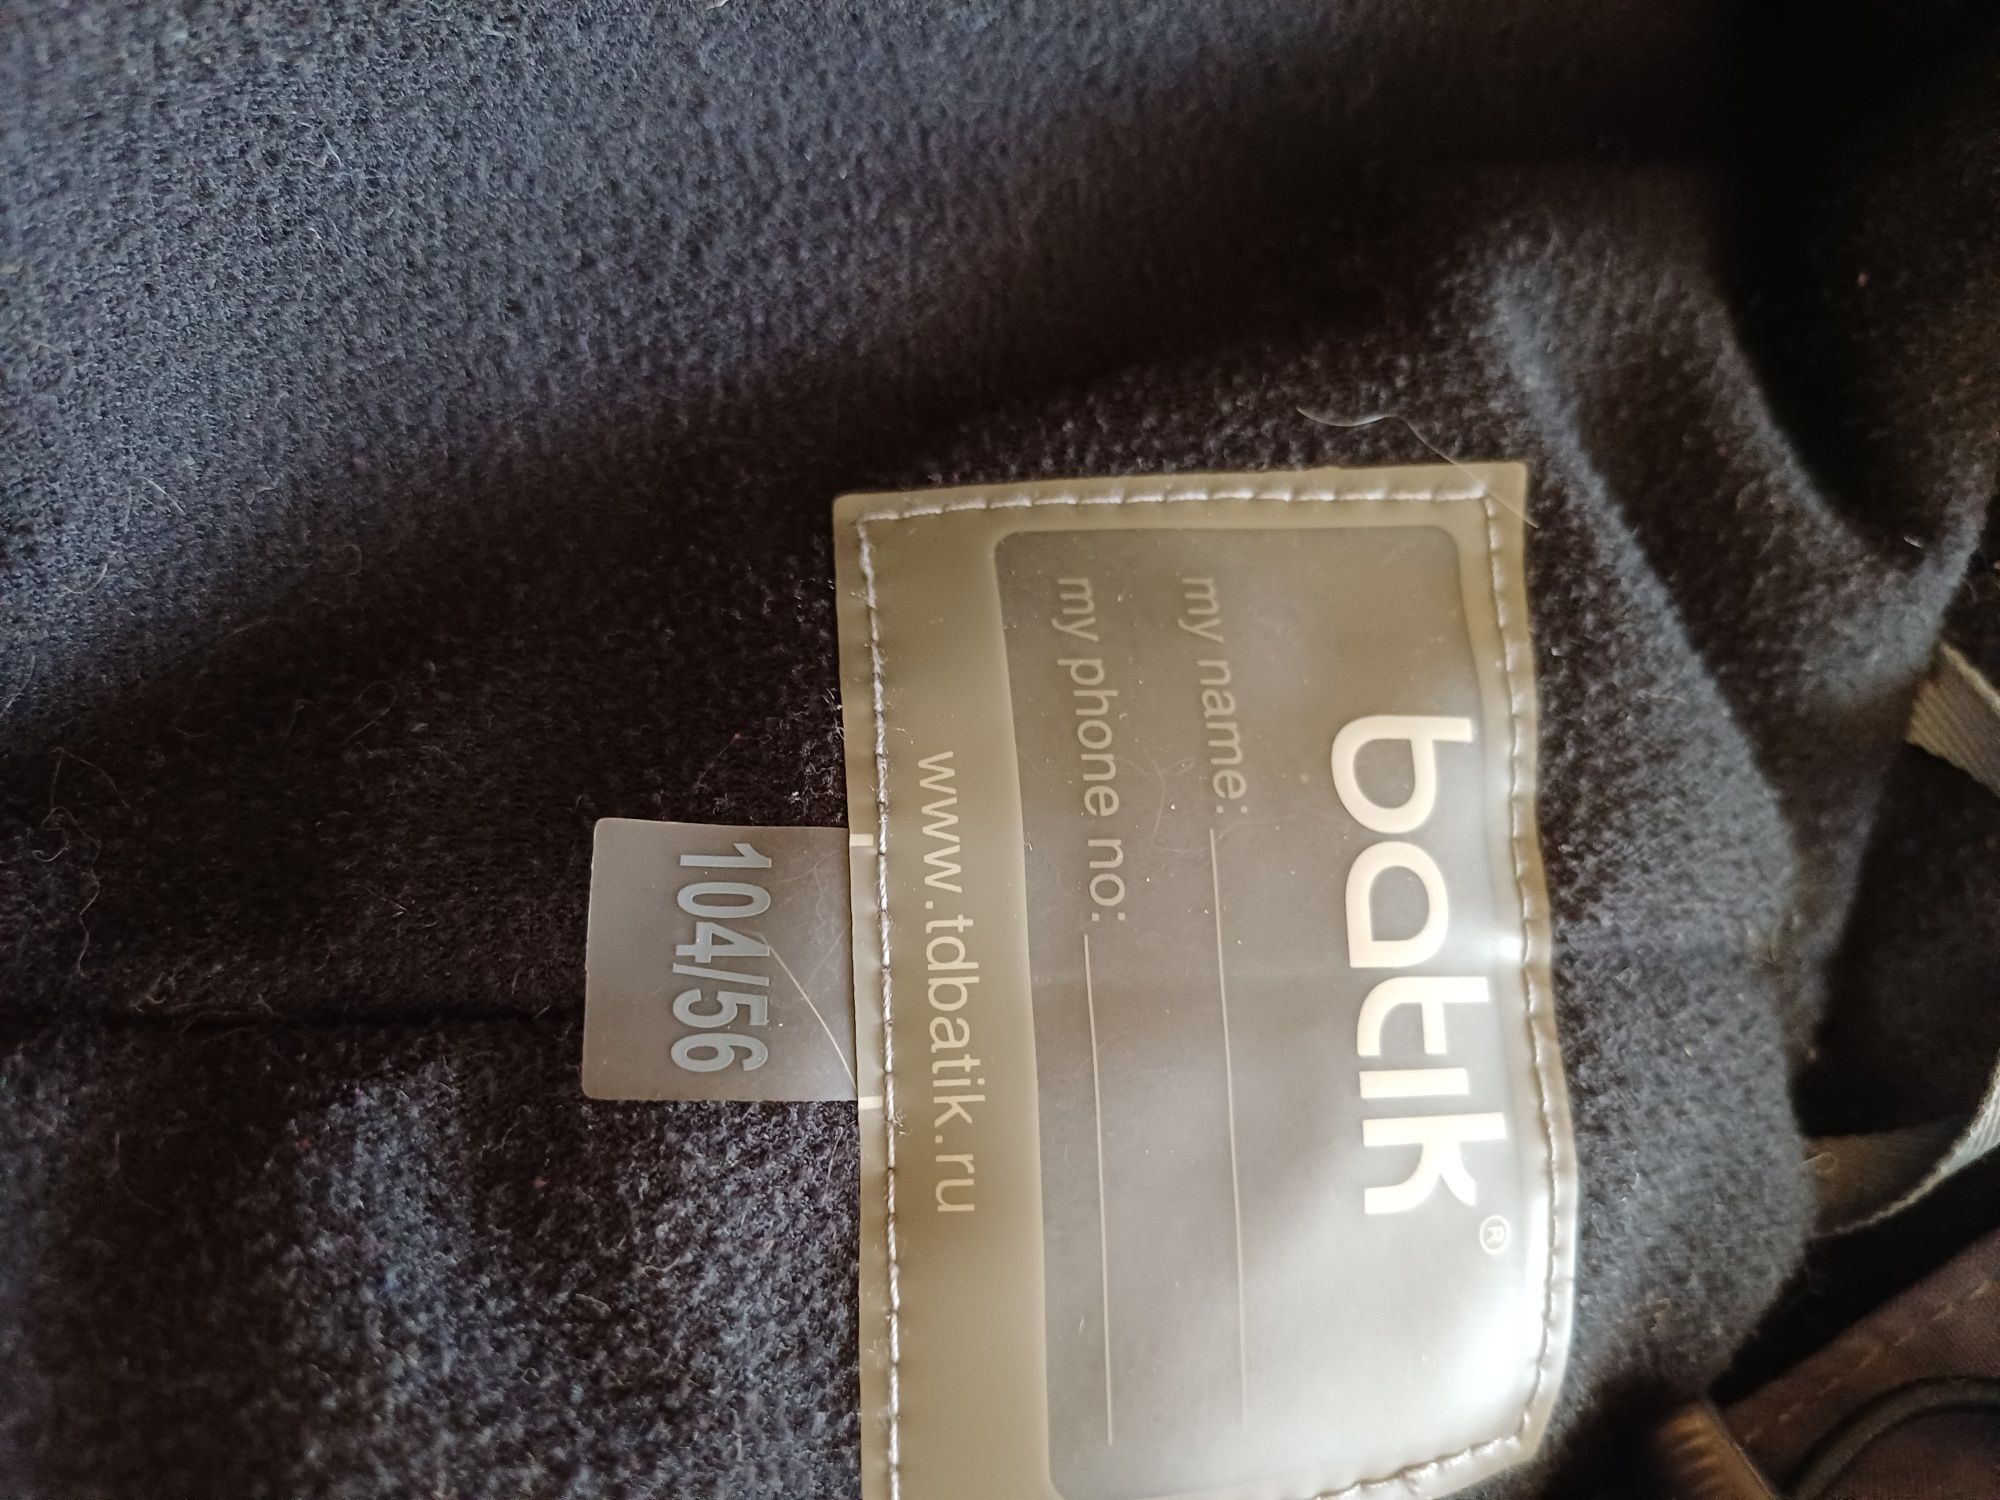 batik®
my name:
my phone no:
www.tdbatik.ru
104/56